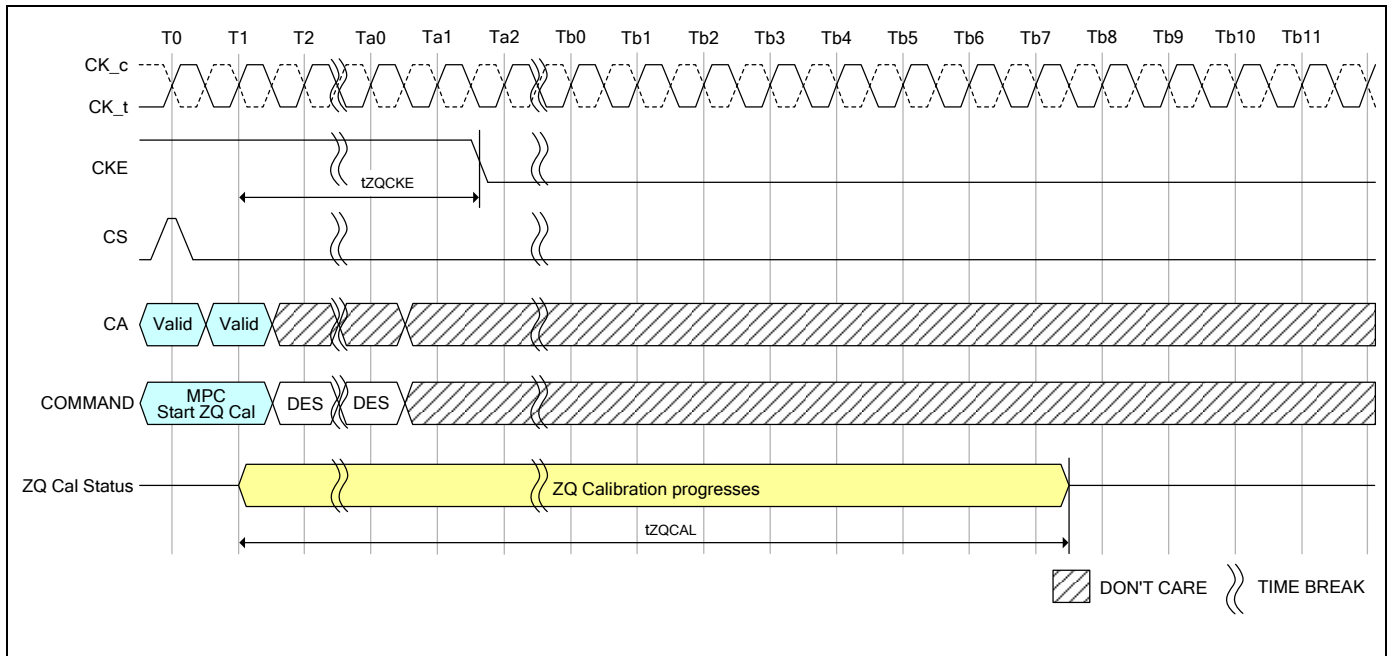 T0 T1 T2 Ta0 Ta1 Ta2 Tb0 Tb1 Tb2 Tb3 Tb4 Tb5 Tb6 Tb7 Tb8 Tb9 Tb10 Tb11
CK_c
CK_t
CKE
tZQCKE
CS
CA Valid Valid
COMMAND MPC Start ZQ Cal DES DES
ZQ Cal Status ZQ Calibration progresses
tZQCAL
DON'T CARE TIME BREAK